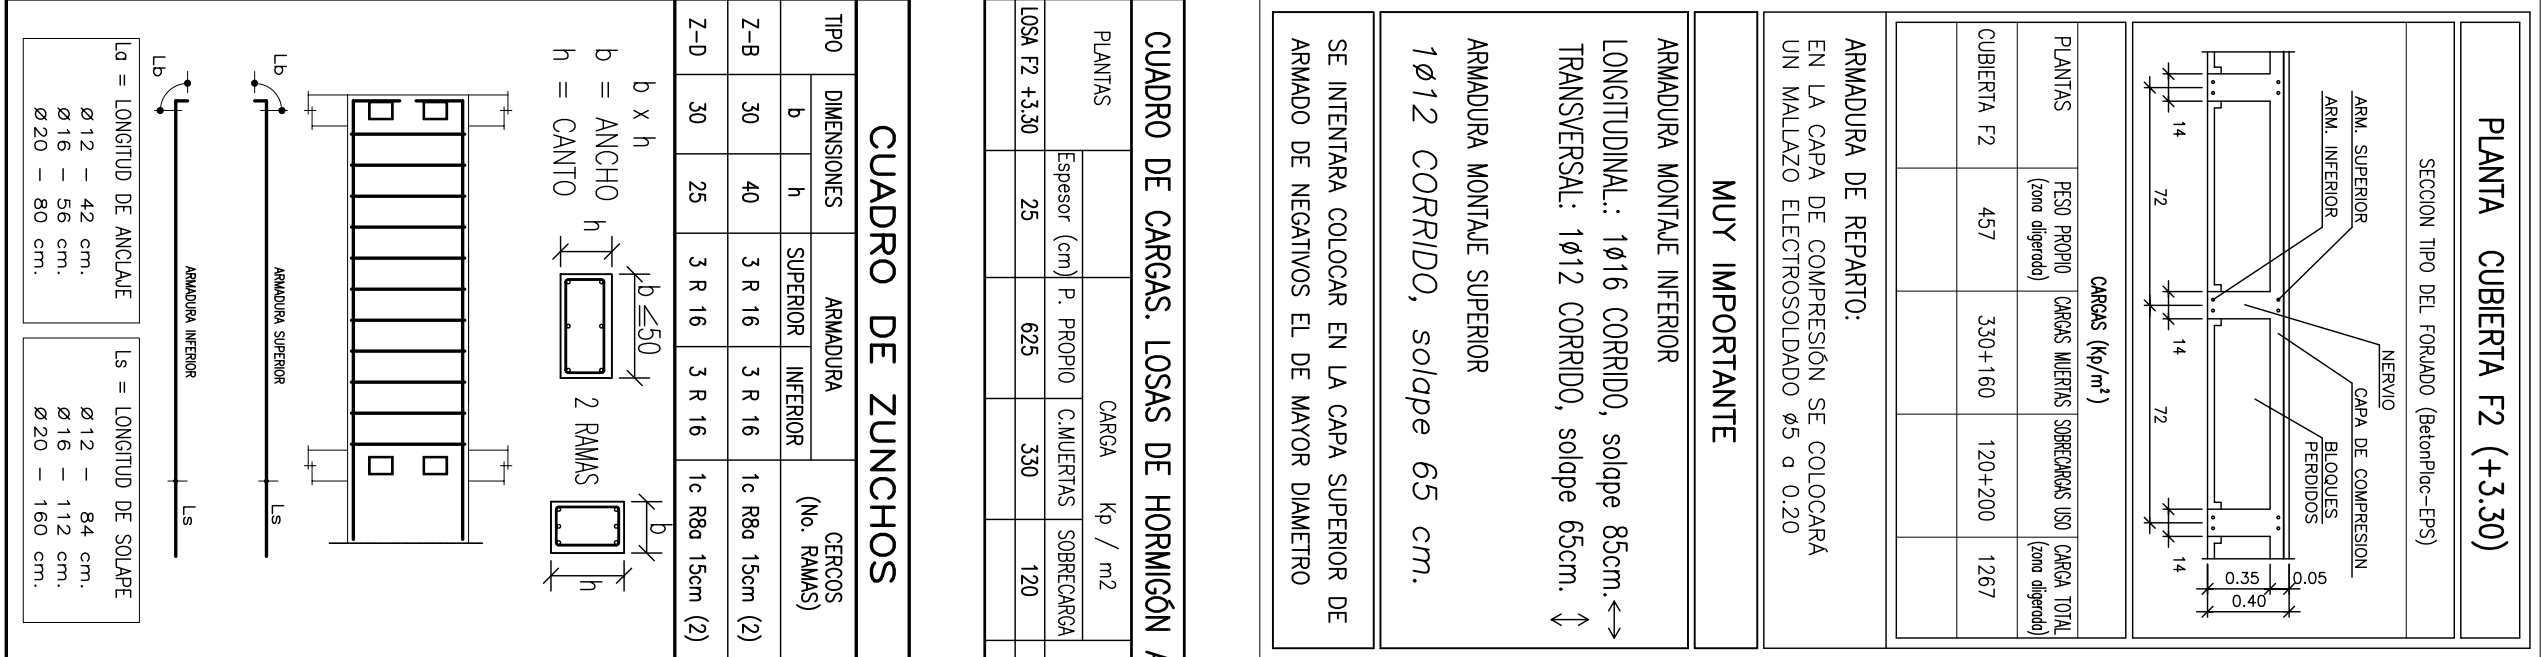 PLANTA CUBIERTA F2 (+3.30)
SECCION TIPO DEL FORJADO (BetonPlac-EPS)
ARM. SUPERIOR
ARM. INFERIOR
NERVIO
CAPA DE COMPRESION
BLOQUES
PERDIDOS
0.35
0.05
0.40
14
72
14
72
14
CARGAS (Kp/m²)
PLANTAS
PESO PROPIO
(zona aligerada)
CARGAS MUERTAS
SOBRECARGAS USO
CARGA TOTAL
(zona aligerada)
CUBIERTA F2
457
330+160
120+200
1267
ARMADURA DE REPARTO:
EN LA CAPA DE COMPRESIÓN SE COLOCARÁ
UN MALLAZO ELECTROSOLDADO ø5 a 0.20
MUY IMPORTANTE
ARMADURA MONTAJE INFERIOR
LONGITUDINAL.: 1ø16 CORRIDO, solape 85cm.
TRANSVERSAL: 1ø12 CORRIDO, solape 65cm.
ARMADURA MONTAJE SUPERIOR
1ø12 CORRIDO, solape 65 cm.
SE INTENTARA COLOCAR EN LA CAPA SUPERIOR DE
ARMADO DE NEGATIVOS EL DE MAYOR DIAMETRO
CUADRO DE CARGAS. LOSAS DE HORMIGÓN
PLANTAS
CARGA Kp / m2
Espesor (cm)
P. PROPIO
C.MUERTAS
SOBRECARGA
LOSA F2 +3.30
25
625
330
120
CUADRO DE ZUNCHOS
TIPO
DIMENSIONES
ARMADURA
CERCOS
(No. RAMAS)
b
h
SUPERIOR
INFERIOR
Z-B
30
40
3 R 16
3 R 16
1c R8a 15cm (2)
Z-D
30
25
3 R 16
3 R 16
1c R8a 15cm (2)
b x h
b = ANCHO
h = CANTO
h
b≤50
2 RAMAS
b
h
Lb
ARMADURA SUPERIOR
Ls
Lb
ARMADURA INFERIOR
Ls
La = LONGITUD DE ANCLAJE
Ø12 - 42 cm.
Ø16 - 56 cm.
Ø20 - 80 cm.
Ls = LONGITUD DE SOLAPE
Ø12 - 84 cm.
Ø16 - 112 cm.
Ø20 - 160 cm.